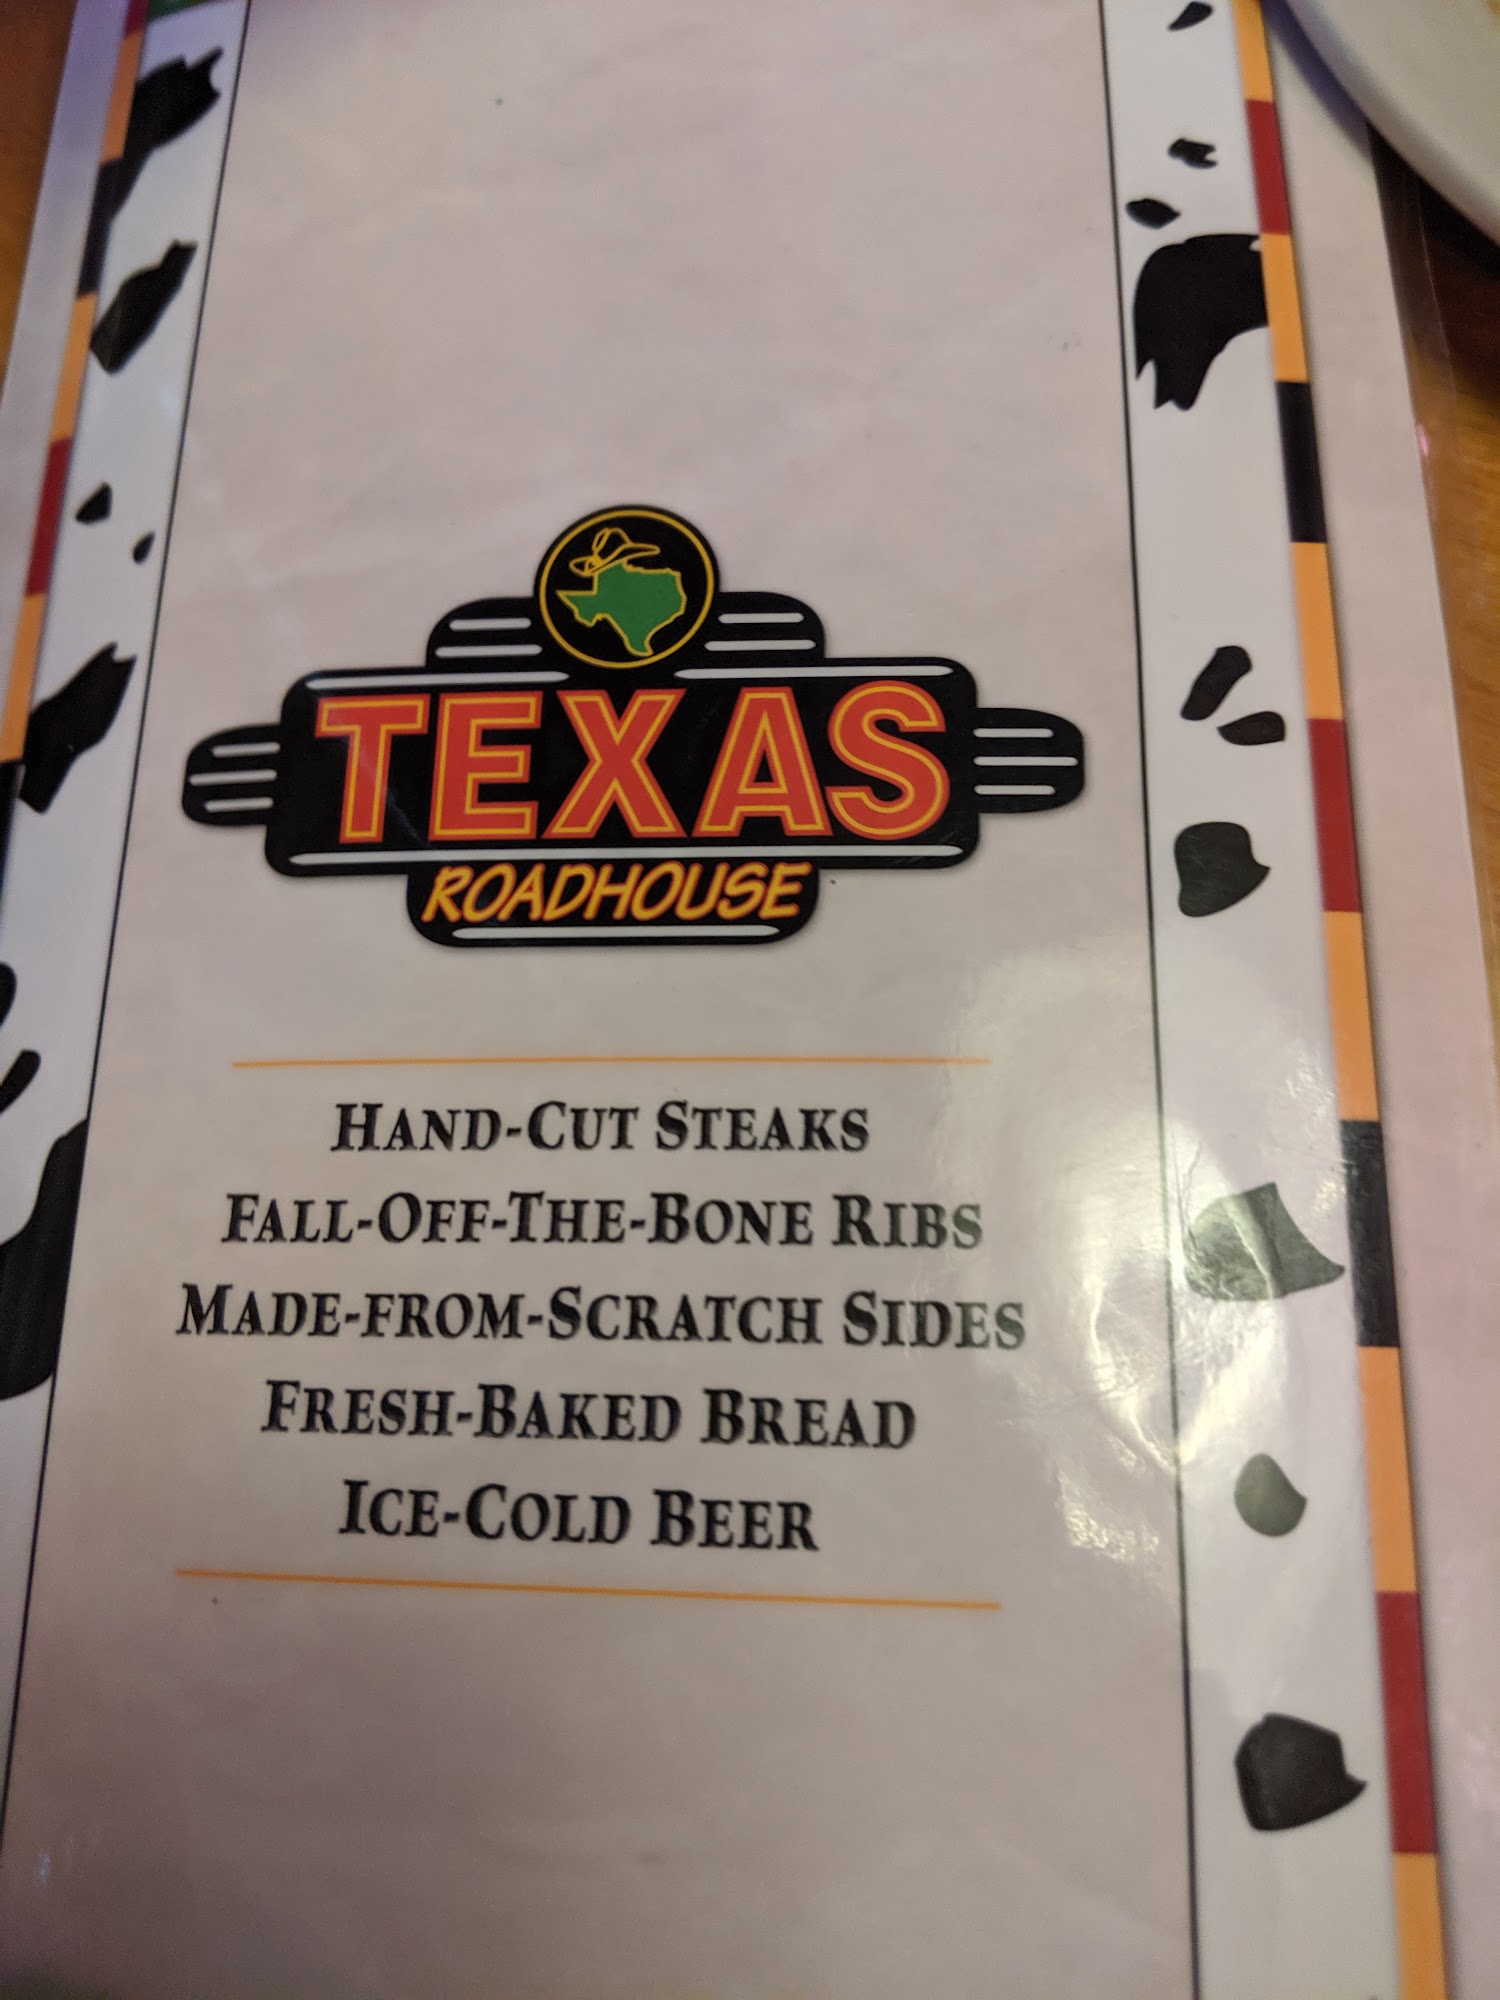 TEXAS
ROADHOUSE
HAND-CUT STEAKS
FALL-OFF-THE-BONE RIBS
MADE-FROM-SCRATCH SIDES
FRESH-BAKED BREAD
ICE-COLD BEER